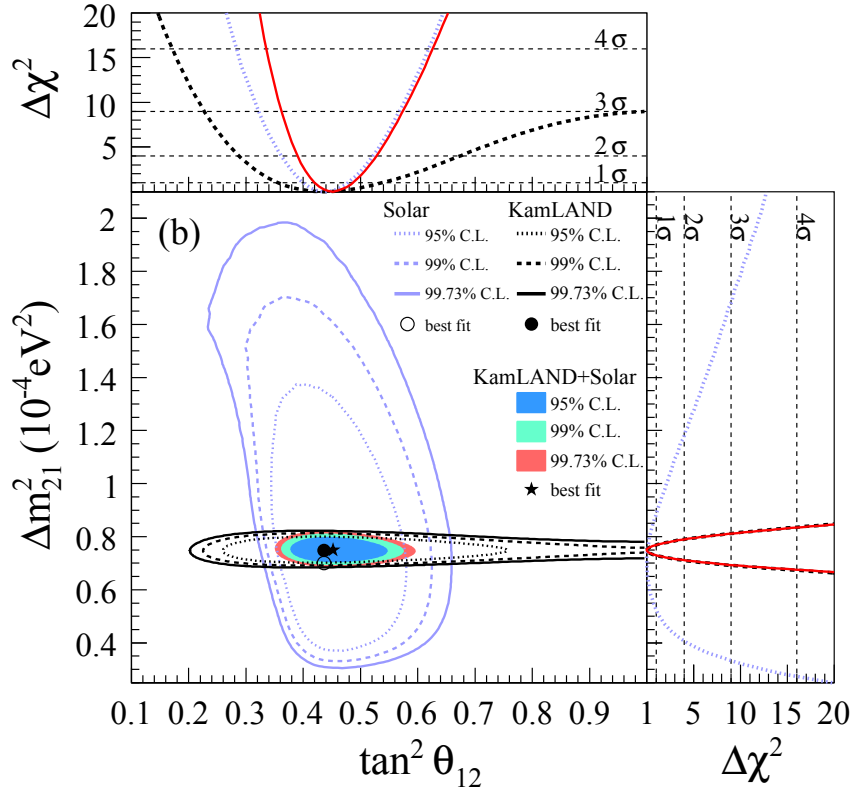 20
15
10
5
Δχ²
4σ
3σ
2σ
1σ
(b)
Solar KamLAND
95% C.L. 95% C.L.
99% C.L. 99% C.L.
99.73% C.L. 99.73% C.L.
best fit best fit
KamLAND+Solar
95% C.L.
99% C.L.
99.73% C.L.
best fit
1σ 2σ 3σ 4σ
2
1.8
1.6
1.4
1.2
1
0.8
0.6
0.4
Δm²₂₁ (10⁻⁴eV²)
0.1 0.2 0.3 0.4 0.5 0.6 0.7 0.8 0.9 1 5 10 15 20
tan² θ₁₂ Δχ²